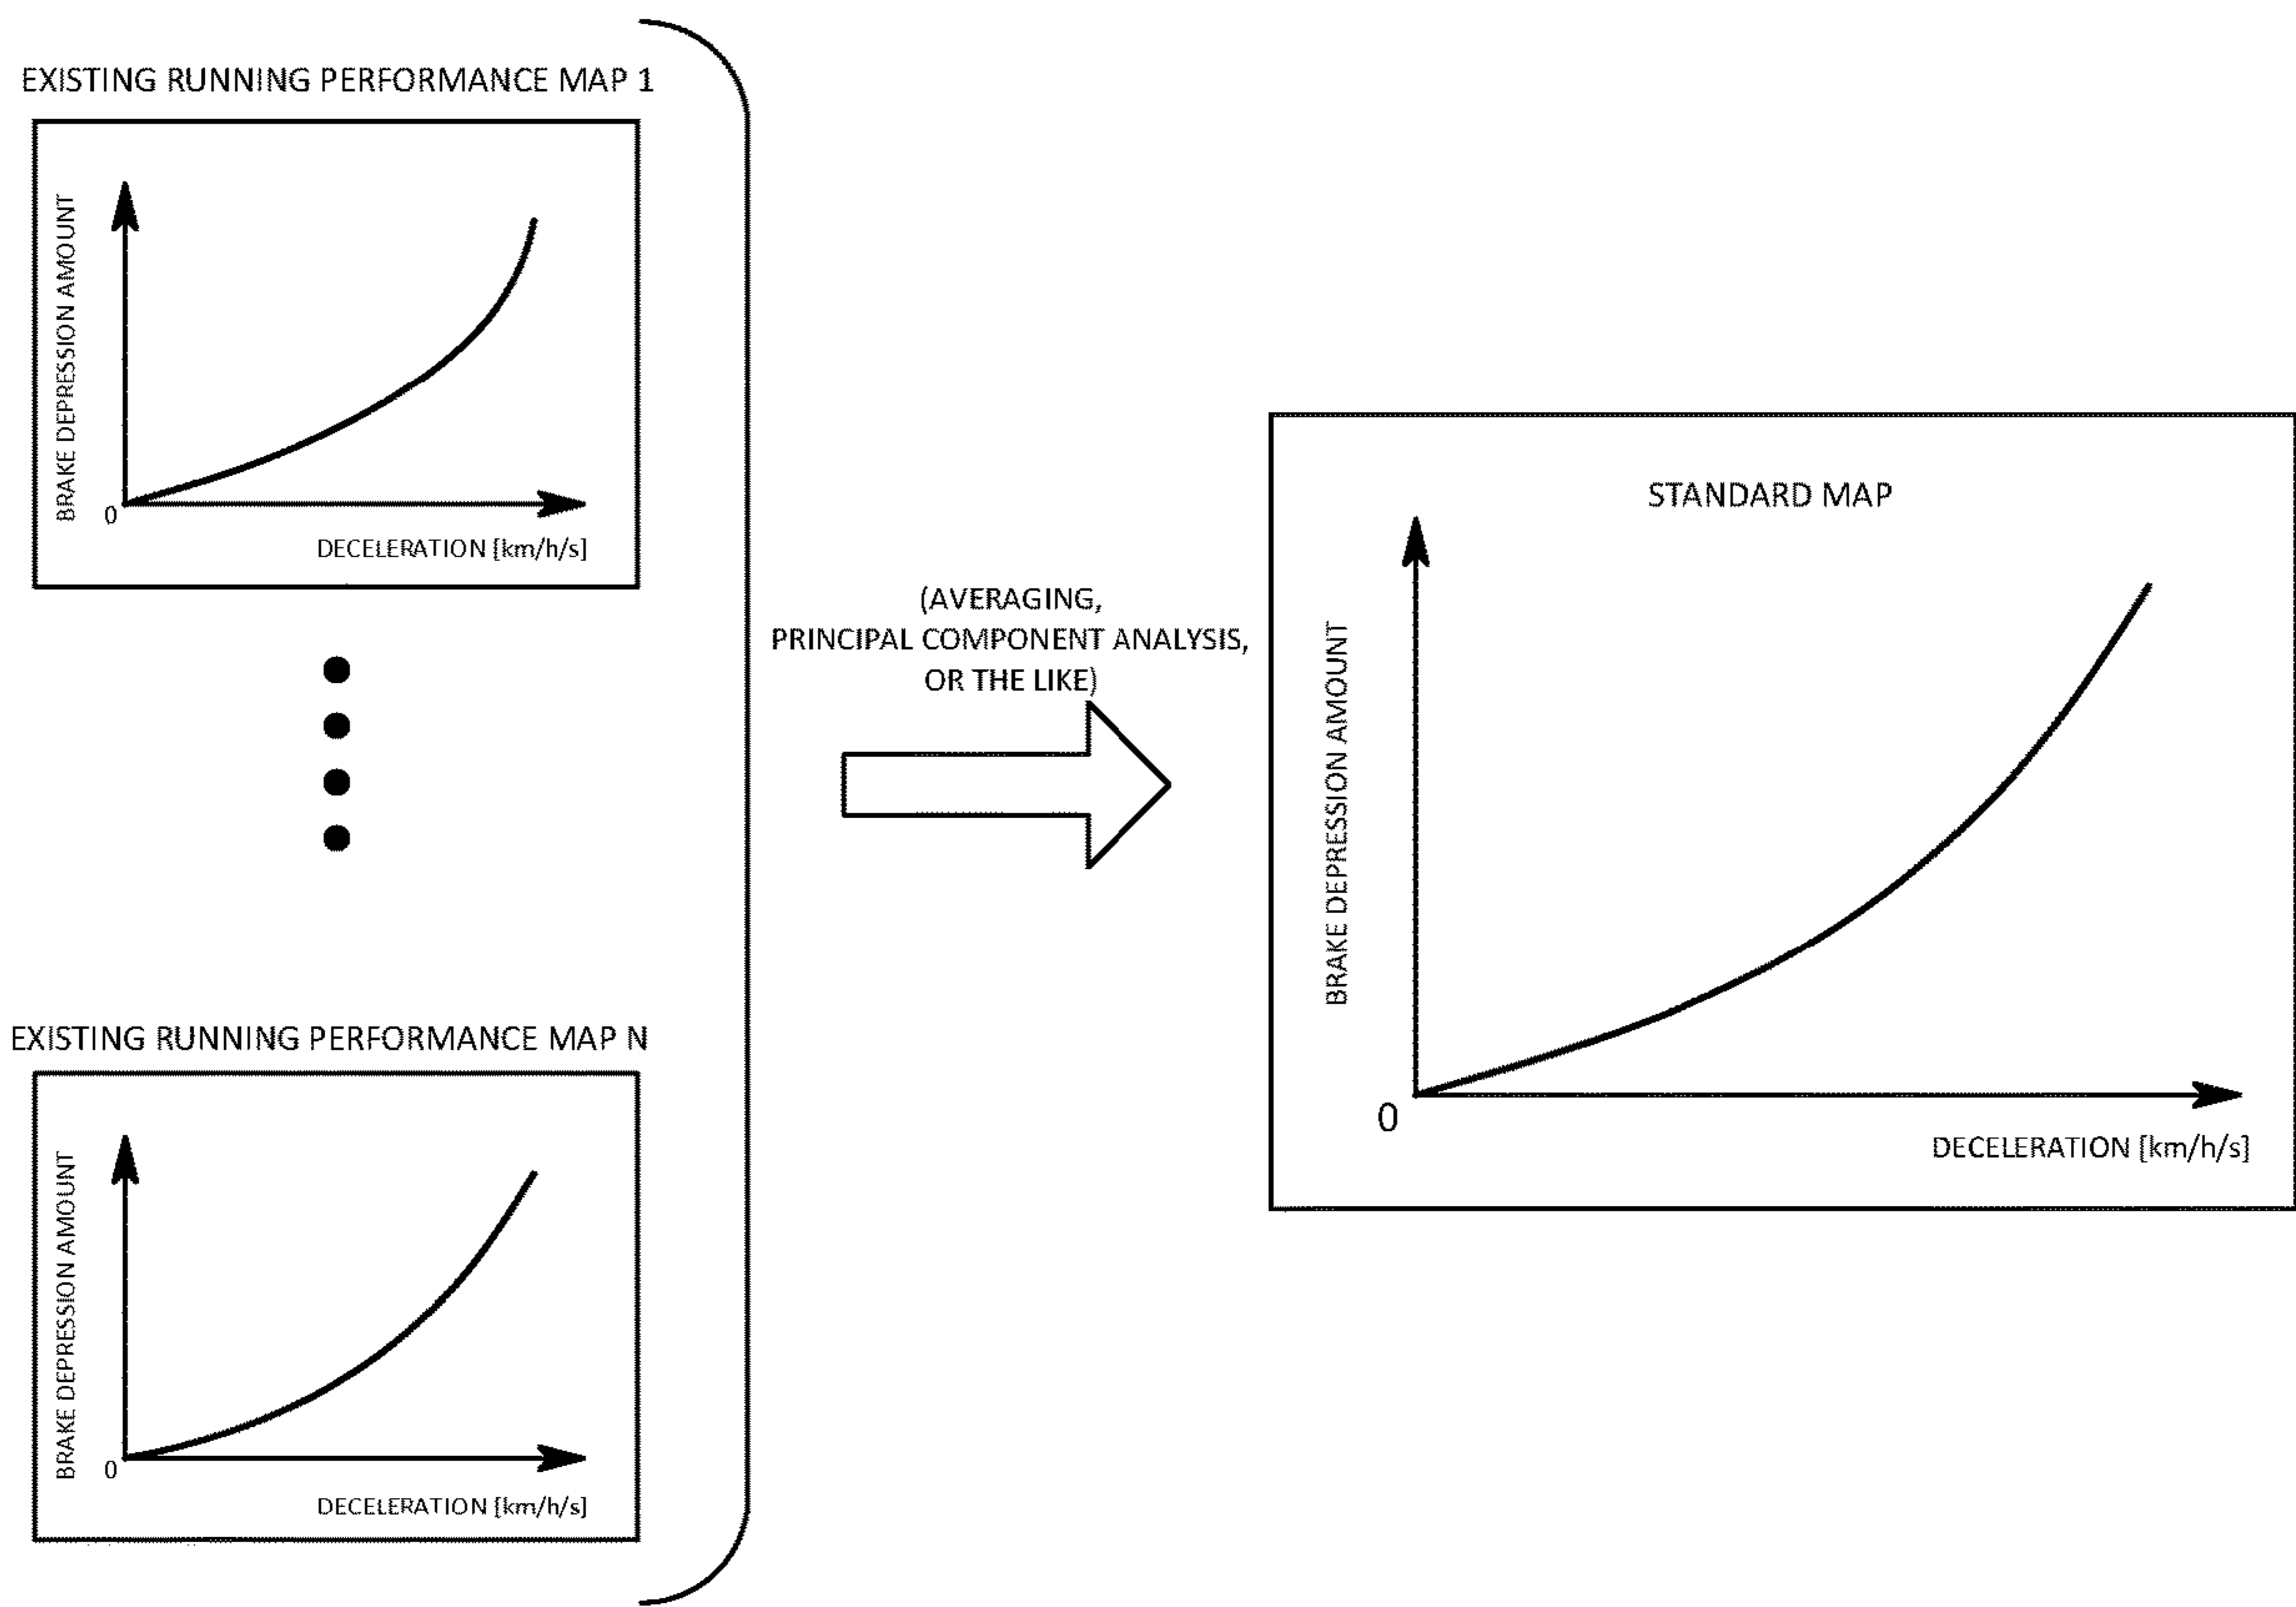 EXISTING RUNNING PERFORMANCE MAP 1
BRAKE DEPRESSION AMOUNT
0
DECELERATION [km/h/s]
EXISTING RUNNING PERFORMANCE MAP N
BRAKE DEPRESSION AMOUNT
0
DECELERATION [km/h/s]
(AVERAGING,
PRINCIPAL COMPONENT ANALYSIS,
OR THE LIKE)
STANDARD MAP
BRAKE DEPRESSION AMOUNT
0
DECELERATION [km/h/s]